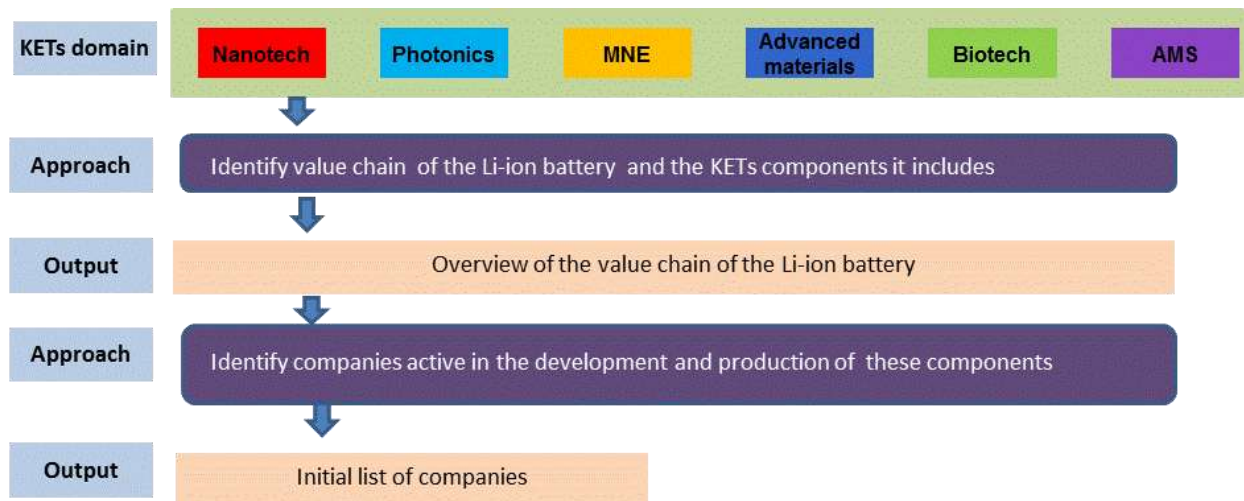 KETs domain
Nanotech
Photonics
MNE
Advanced
materials
Biotech
AMS
Approach
Identify value chain of the Li-ion battery and the KETs components it includes
Output
Overview of the value chain of the Li-ion battery
Approach
Identify companies active in the development and production of these components
Output
Initial list of companies